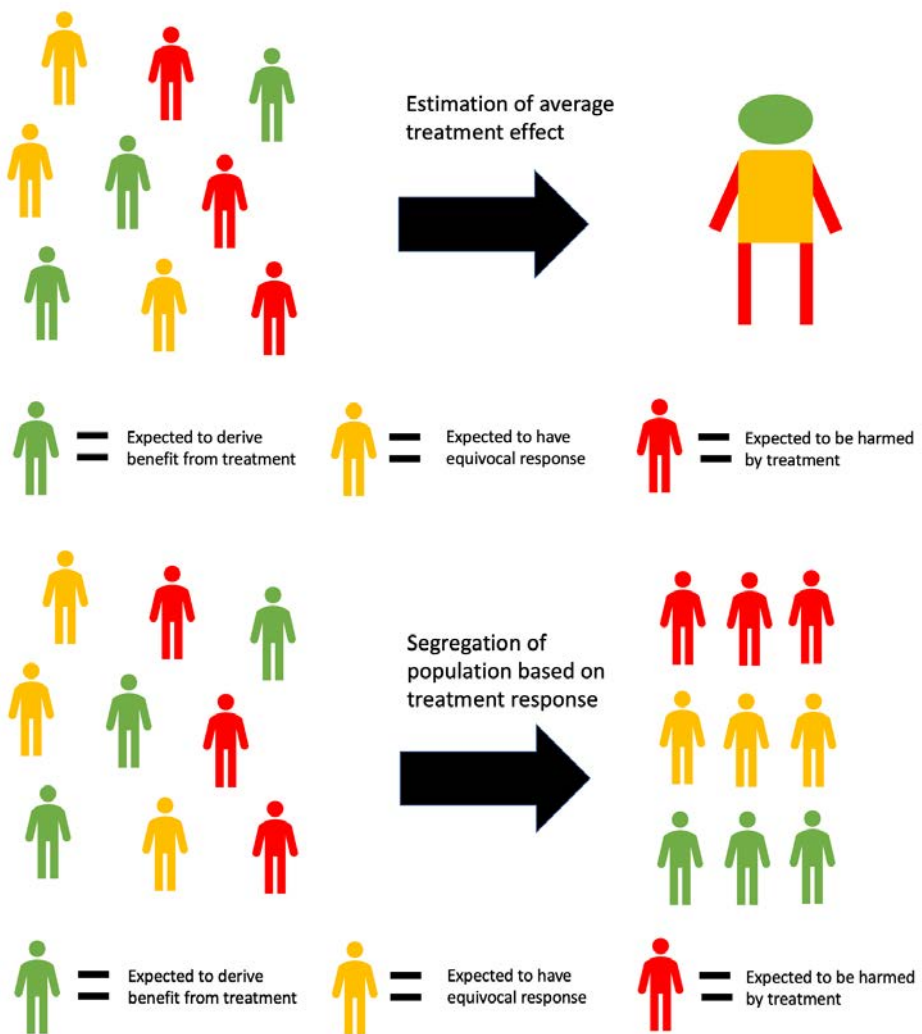 Estimation of average
treatment effect
Expected to derive
benefit from treatment
Expected to have
equivocal response
Expected to be harmed
by treatment
Segregation of
population based on
treatment response
Expected to derive
benefit from treatment
Expected to have
equivocal response
Expected to be harmed
by treatment